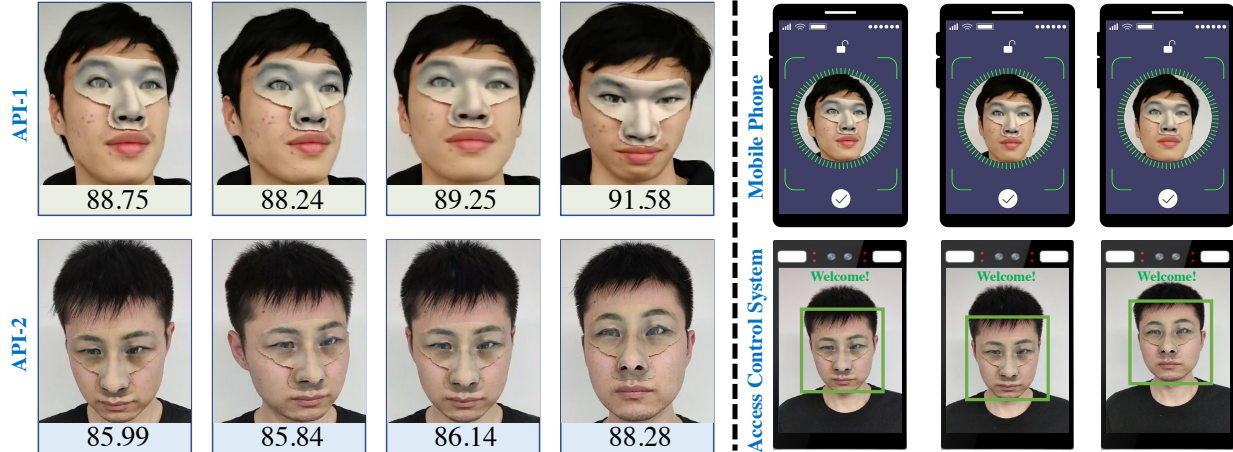 API-1
88.75
88.24
89.25
91.58
Mobile Phone
API-2
85.99
85.84
86.14
88.28
Access Control System
Welcome!
Welcome!
Welcome!